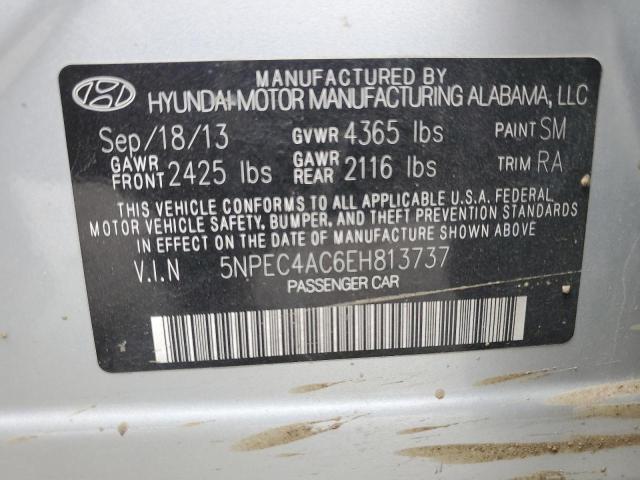 MANUFACTURED BY
HYUNDAI MOTOR MANUFACTURING ALABAMA, LLC
Sep/18/13 GVWR 4365 lbs PAINT SM
GAWR FRONT 2425 lbs GAWR REAR 2116 lbs TRIM RA
THIS VEHICLE CONFORMS TO ALL APPLICABLE U.S.A. FEDERAL
MOTOR VEHICLE SAFETY, BUMPER, AND THEFT PREVENTION STANDARDS
IN EFFECT ON THE DATE OF MANUFACTURE SHOWN ABOVE.
V.I.N 5NPEC4AC6EH813737
PASSENGER CAR